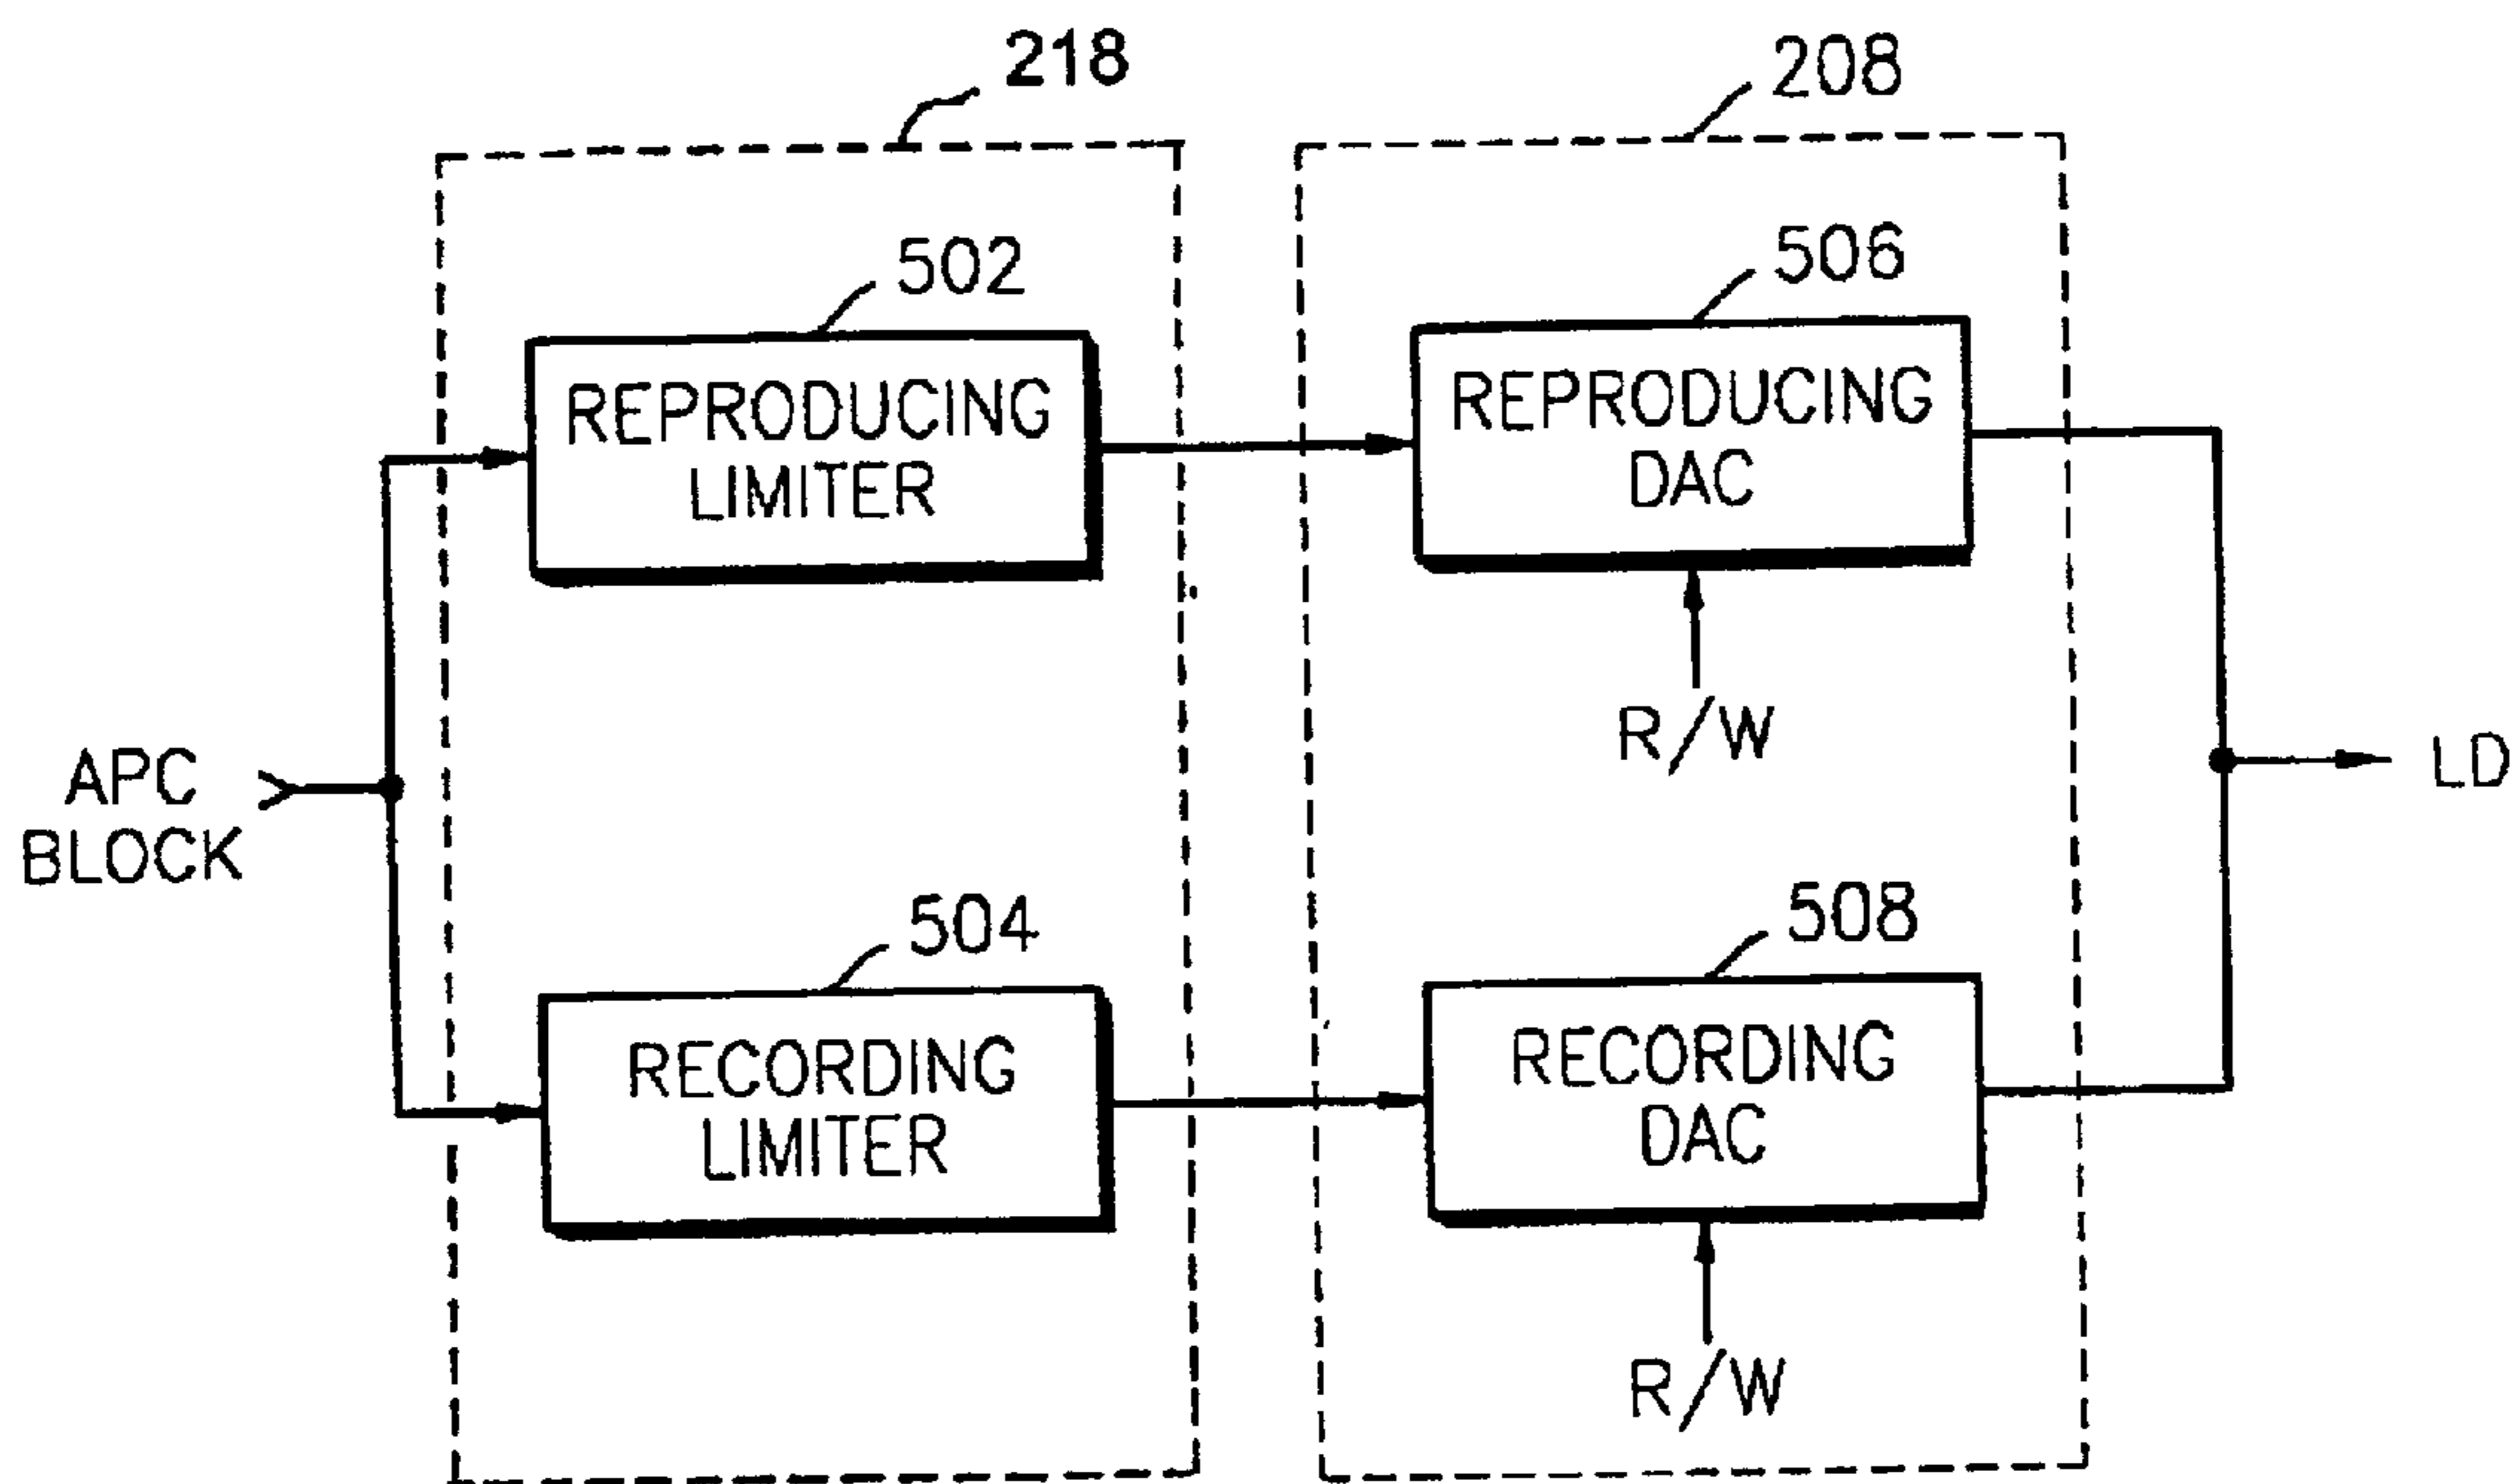 218
208
502
506
REPRODUCING
LIMITER
REPRODUCING
DAC
R/W
APC
BLOCK
LD
504
508
RECORDING
LIMITER
RECORDING
DAC
R/W